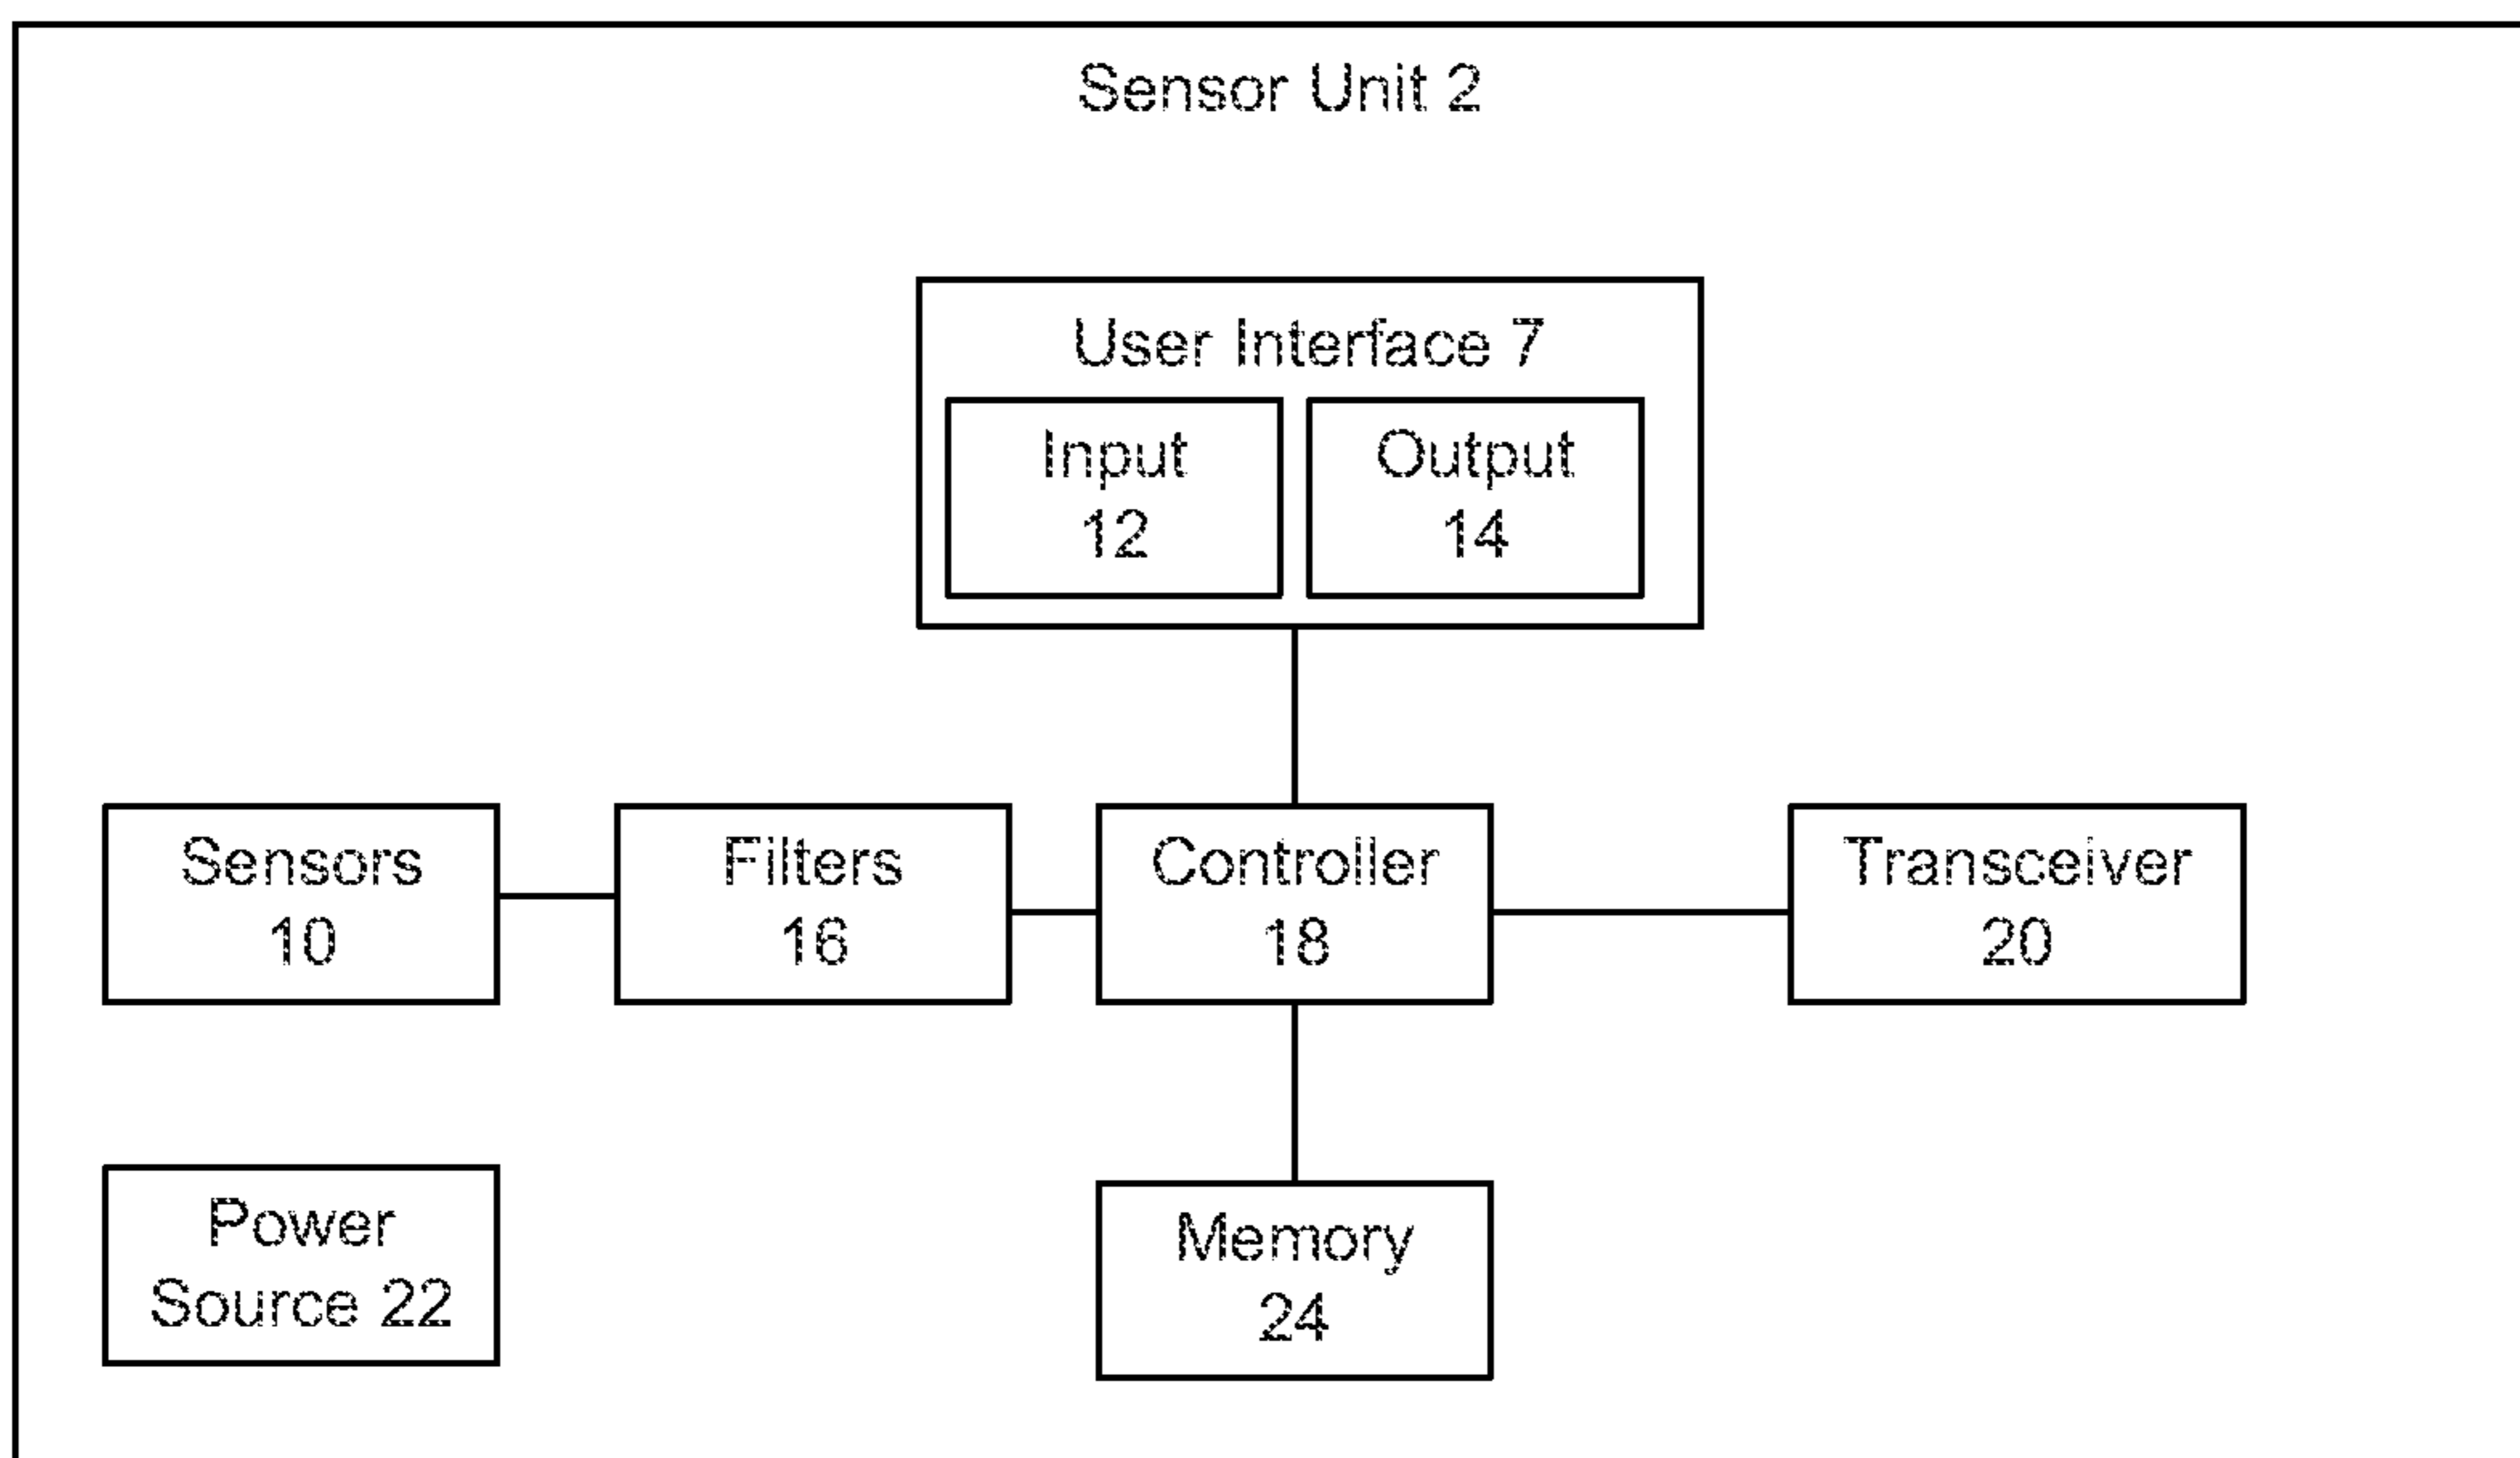 Sensor Unit 2
User Interface 7
Input
12
Output
14
Sensors
10
Filters
16
Controller
18
Transceiver
20
Power
Source 22
Memory
24